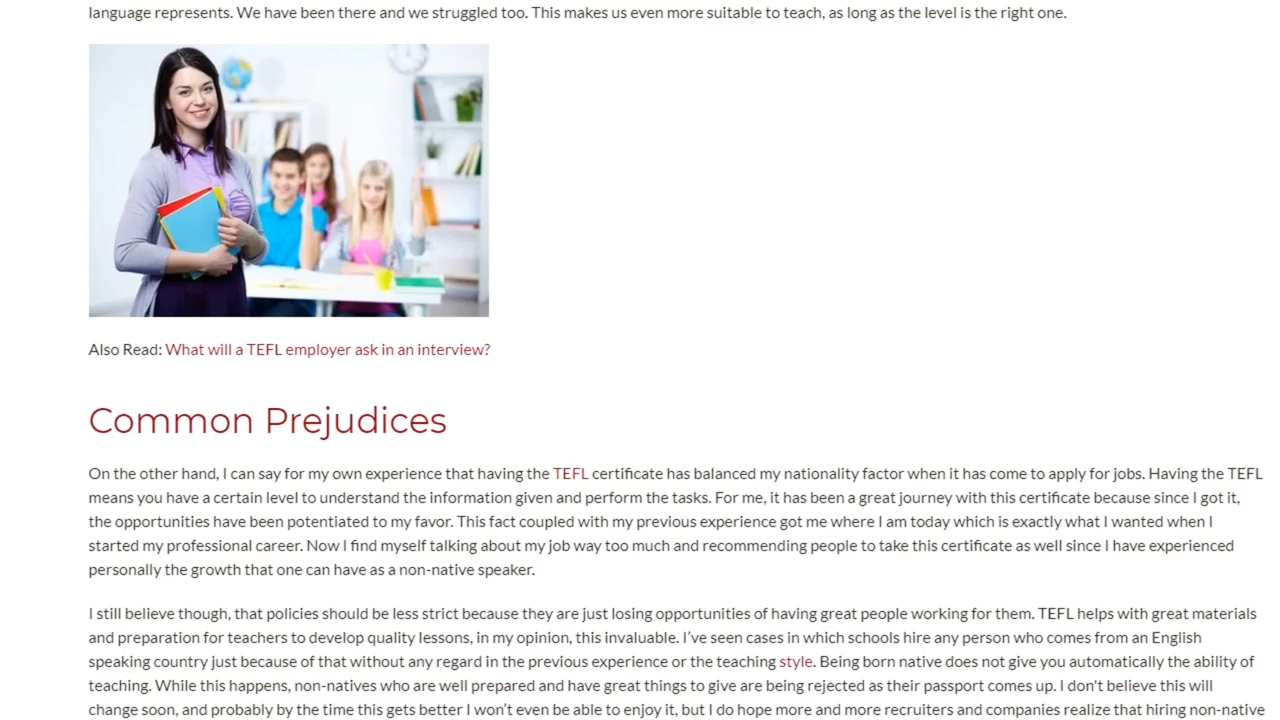 language represents. We have been there and we struggled too. This makes us even more suitable to teach, as long as the level is the right one.
Also Read: What will a TEFL employer ask in an interview?
Common Prejudices
On the other hand, I can say for my own experience that having the TEFL certificate has balanced my nationality factor when it has come to apply for jobs. Having the TEFL
means you have a certain level to understand the information given and perform the tasks. For me, it has been a great journey with this certificate because since I got it,
the opportunities have been potentiated to my favor. This fact coupled with my previous experience got me where I am today which is exactly what I wanted when I
started my professional career. Now I find myself talking about my job way too much and recommending people to take this certificate as well since I have experienced
personally the growth that one can have as a non-native speaker.
I still believe though, that policies should be less strict because they are just losing opportunities of having great people working for them. TEFL helps with great materials
and preparation for teachers to develop quality lessons, in my opinion, this invaluable. I've seen cases in which schools hire any person who comes from an English
speaking country just because of that without any regard in the previous experience or the teaching style. Being born native does not give you automatically the ability of
teaching. While this happens, non-natives who are well prepared and have great things to give are being rejected as their passport comes up. I don't believe this will
change soon, and probably by the time this gets better I won't even be able to enjoy it, but I do hope more and more recruiters and companies realize that hiring non-native